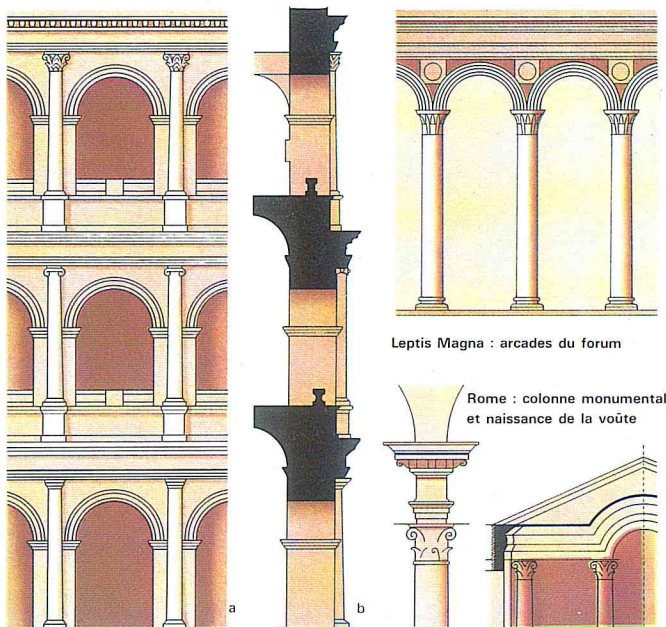 Leptis Magna : arcades du forum
Rome : colonne monumental
et naissance de la voûte
a
b